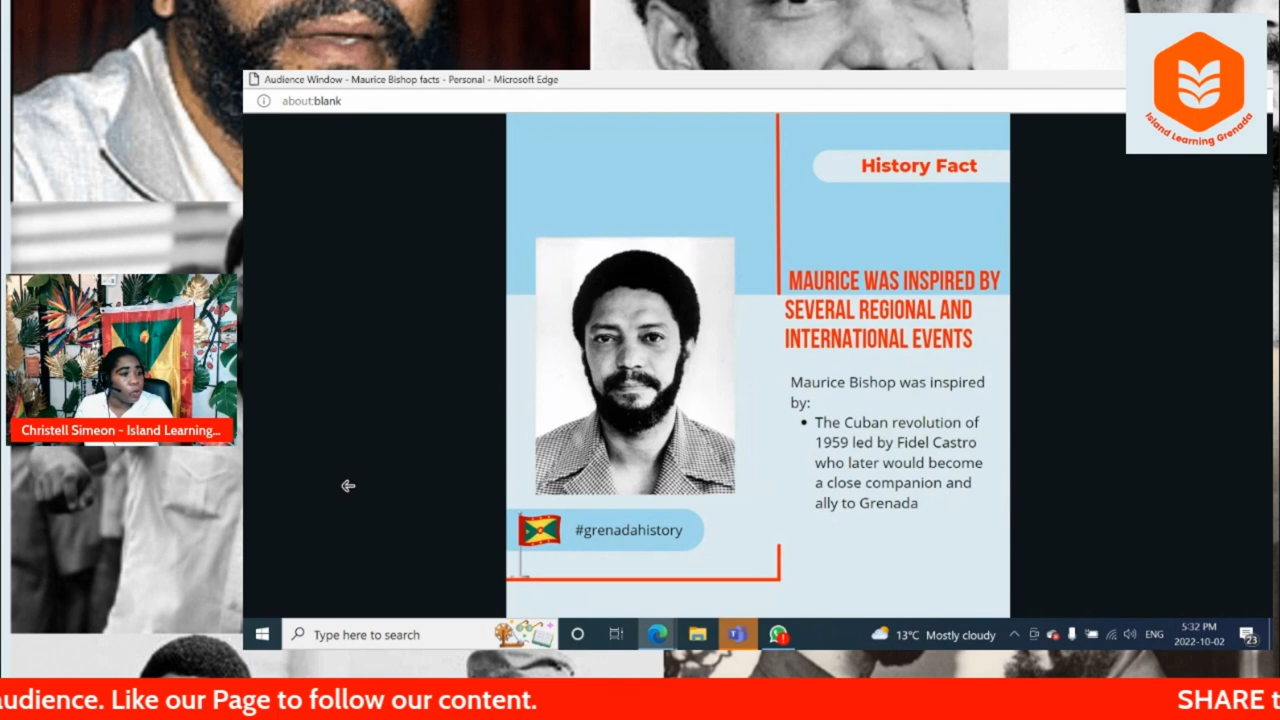 Audience Window - Maurice Bishop facts - Personal - Microsoft Edge
about:blank
Island Learning Grenada
History Fact
MAURICE WAS INSPIRED BY
SEVERAL REGIONAL AND
INTERNATIONAL EVENTS
Maurice Bishop was inspired
by:
• The Cuban revolution of
1959 led by Fidel Castro
who later would become
a close companion and
ally to Grenada
#grenadahistory
Christell Simeon - Island Learning...
Type here to search
13°C Mostly cloudy
ENG
5:32 PM
2022-10-02
23
audience. Like our Page to follow our content.
SHARE t